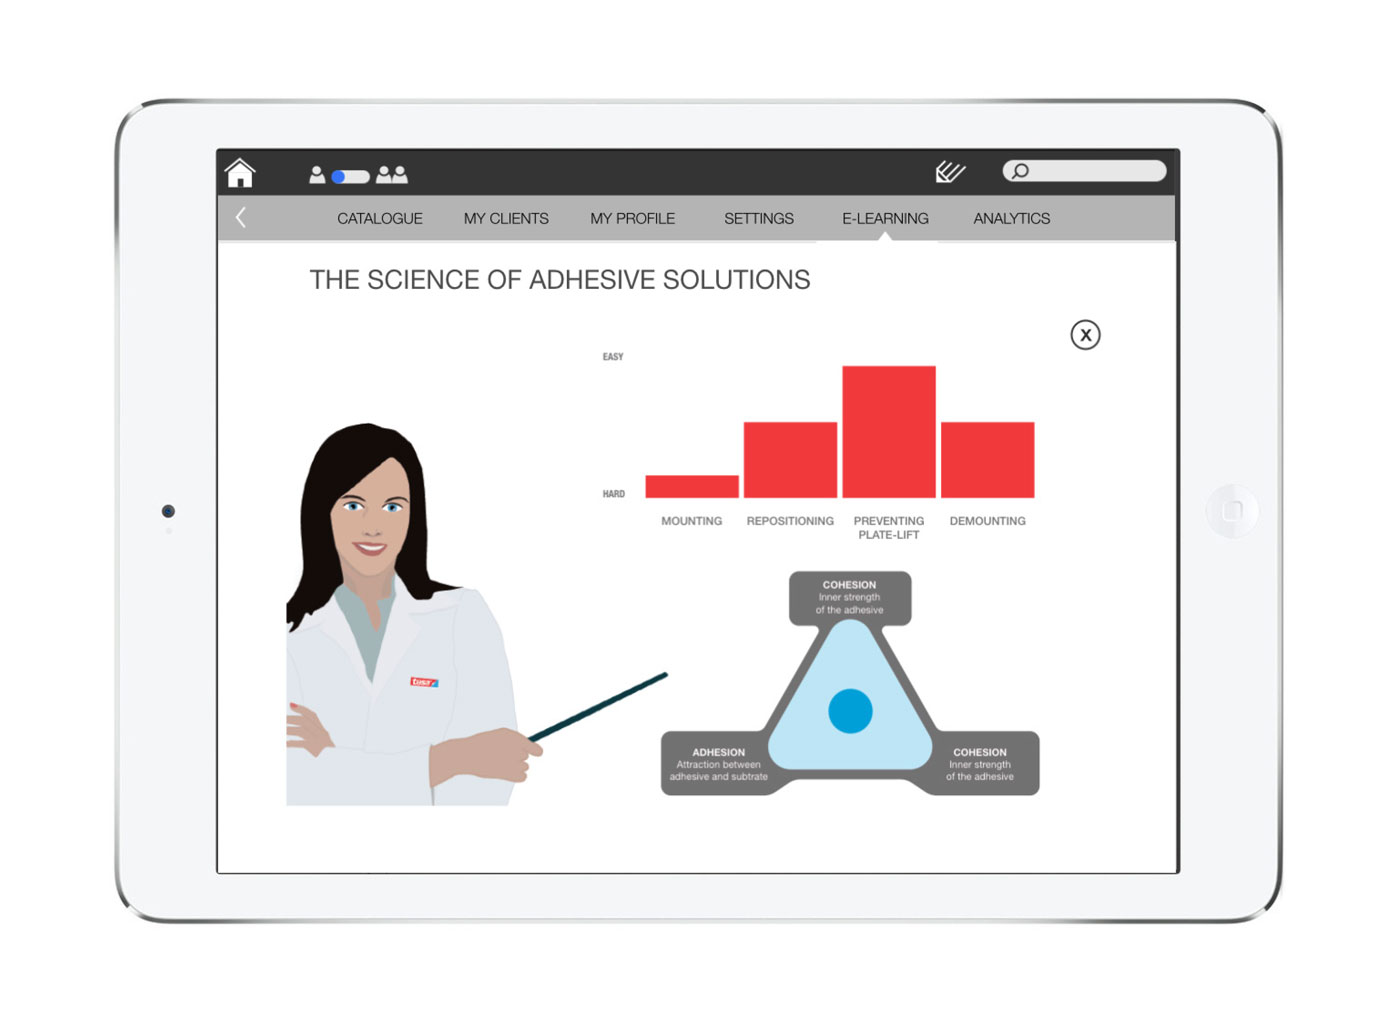 CATALOGUE MY CLIENTS MY PROFILE SETTINGS E-LEARNING ANALYTICS
THE SCIENCE OF ADHESIVE SOLUTIONS
X
EASY
HARD
MOUNTING REPOSITIONING PREVENTING DEMOUNTING
PLATE-LIFT
COHESION
Inner strength
of the adhesive
ADHESION
Attraction between
adhesive and subtrate
COHESION
Inner strength
of the adhesive